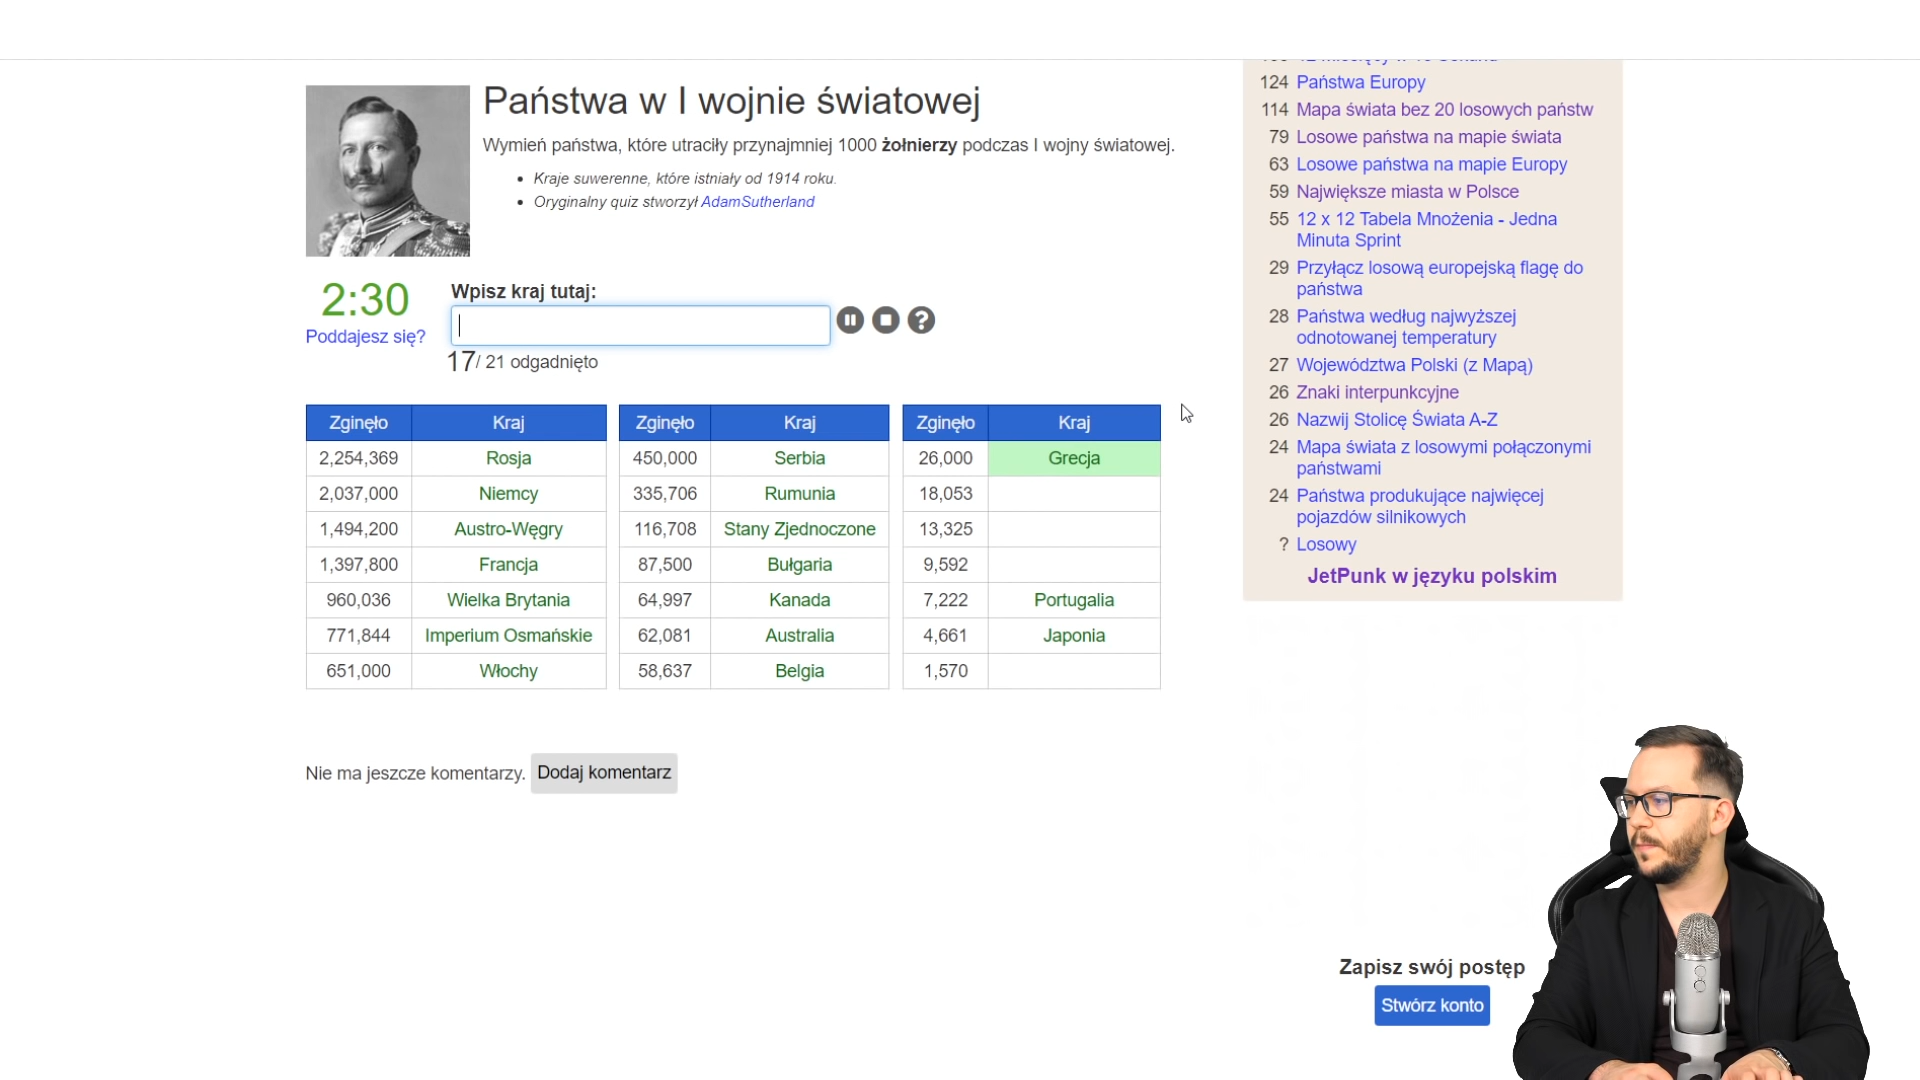 Państwa w I wojnie światowej
Wymień państwa, które utraciły przynajmniej 1000 żołnierzy podczas I wojny światowej.
Kraje suwerenne, które istniały od 1914 roku.
Oryginalny quiz stworzył AdamSutherland
2:30
Poddajesz się?
Wpisz kraj tutaj:
?
17/ 21 odgadnięto
Zginęło Kraj Zginęło Kraj Zginęło Kraj
2,254,369 Rosja 450,000 Serbia 26,000 Grecja
2,037,000 Niemcy 335,706 Rumunia 18,053
1,494,200 Austro-Węgry 116,708 Stany Zjednoczone 13,325
1,397,800 Francja 87,500 Bułgaria 9,592
960,036 Wielka Brytania 64,997 Kanada 7,222 Portugalia
771,844 Imperium Osmańskie 62,081 Australia 4,661 Japonia
651,000 Włochy 58,637 Belgia 1,570
Nie ma jeszcze komentarzy. Dodaj komentarz
124 Państwa Europy
114 Mapa świata bez 20 losowych państw
79 Losowe państwa na mapie świata
63 Losowe państwa na mapie Europy
59 Największe miasta w Polsce
55 12 x 12 Tabela Mnożenia - Jedna
Minuta Sprint
29 Przyłącz losową europejską flagę do
państwa
28 Państwa według najwyższej
odnotowanej temperatury
27 Województwa Polski (z Mapą)
26 Znaki interpunkcyjne
26 Nazwij Stolicę Świata A-Z
24 Mapa świata z losowymi połączonymi
państwami
24 Państwa produkujące najwięcej
pojazdów silnikowych
? Losowy
JetPunk w języku polskim
Zapisz swój postęp
Stwórz konto